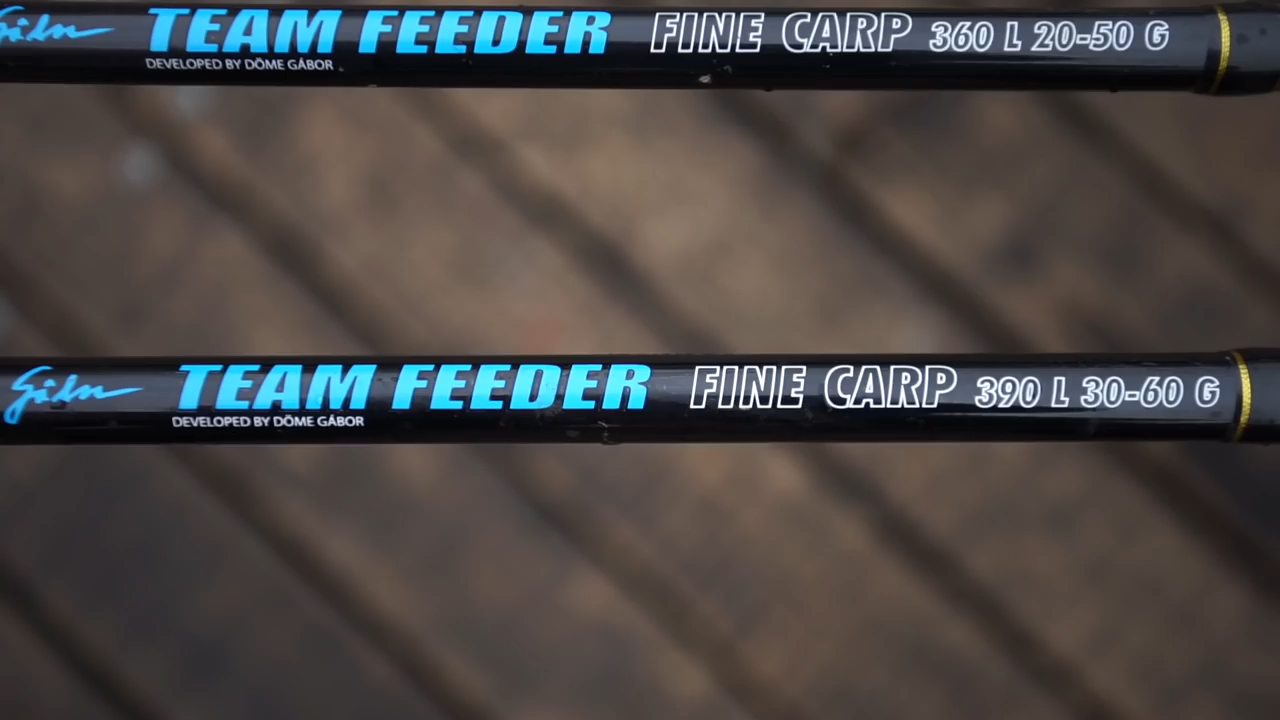 TEAM FEEDER FINE CARP 360 L 20-50 G
DEVELOPED BY DÖME GÁBOR
TEAM FEEDER FINE CARP 390 L 30-60 G
DEVELOPED BY DÖME GÁBOR